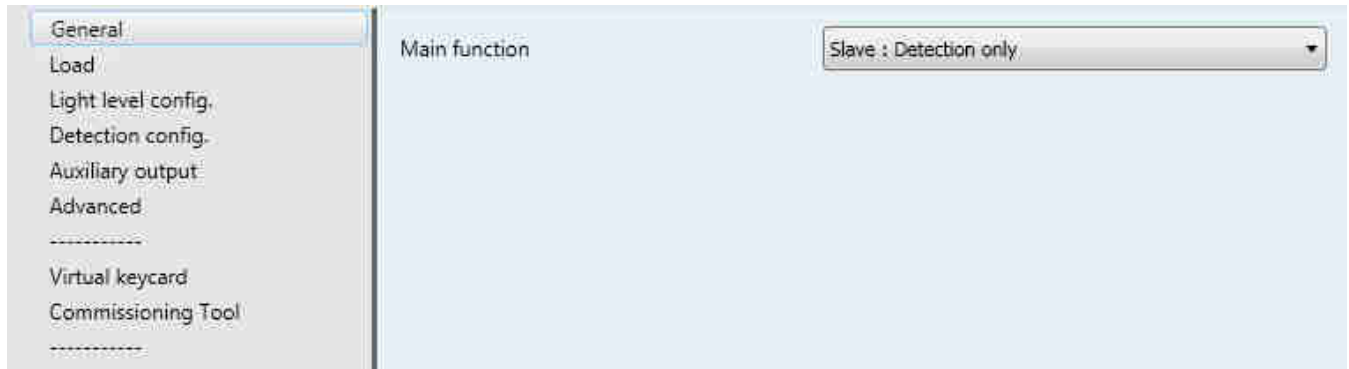 General
Load
Light level config.
Detection config.
Auxiliary output
Advanced
-----------
Virtual keycard
Commissioning Tool
-----------
Main function
Slave : Detection only